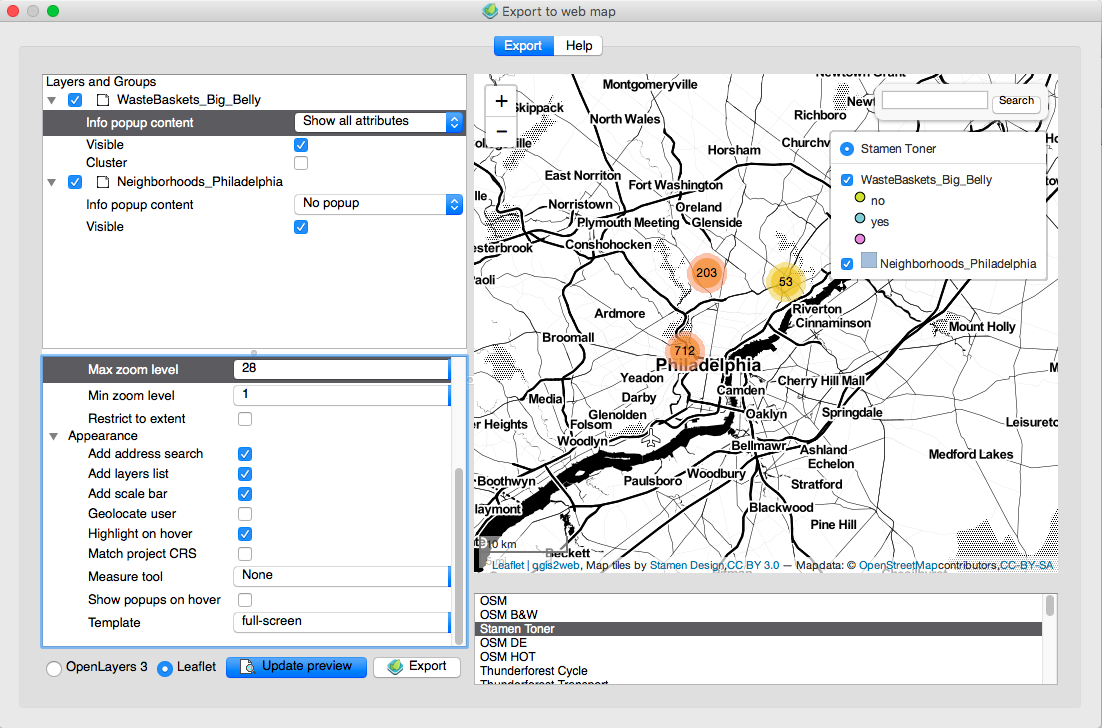 Export to web map
Export Help
Layers and Groups
WasteBaskets_Big_Belly
Info popup content Show all attributes
Visible
Cluster
Neighborhoods_Philadelphia
Info popup content No popup
Visible
Max zoom level 28
Min zoom level 1
Restrict to extent
Appearance
Add address search
Add layers list
Add scale bar
Geolocate user
Highlight on hover
Match project CRS
Measure tool None
Show popups on hover
Template full-screen
OpenLayers 3 Leaflet Update preview Export
+
−
Search
Stamen Toner
WasteBaskets_Big_Belly
no
yes
Neighborhoods_Philadelphia
Montgomeryville
Skippack
North Wales
Richboro
Horsham
East Norriton
Fort Washington
Norristown
Oreland
Plymouth Meeting
Glenside
Conshohocken
esterbrook
aoli
203
53
Riverton
Ardmore
Cinnaminson
Mount Holly
Broomall
712
Philadelphia
Yeadon
Cherry Hill Mall
Camden
Media
Darby
Glenolden
Oaklyn
Springdale
er Heights
Folsom
Leisureto
Woodlyn
Bellmawr
Ashland
Echelon
Medford Lakes
Boothwyn
Paulsboro
Woodbury
Stratford
laymont
Blackwood
Pine Hill
10 km
Beckett
Leaflet | qgis2web, Map tiles by Stamen Design,CC BY 3.0 — Mapdata: © OpenStreetMapcontributors,CC-BY-SA
OSM
OSM B&W
Stamen Toner
OSM DE
OSM HOT
Thunderforest Cycle
Thunderforest Transport